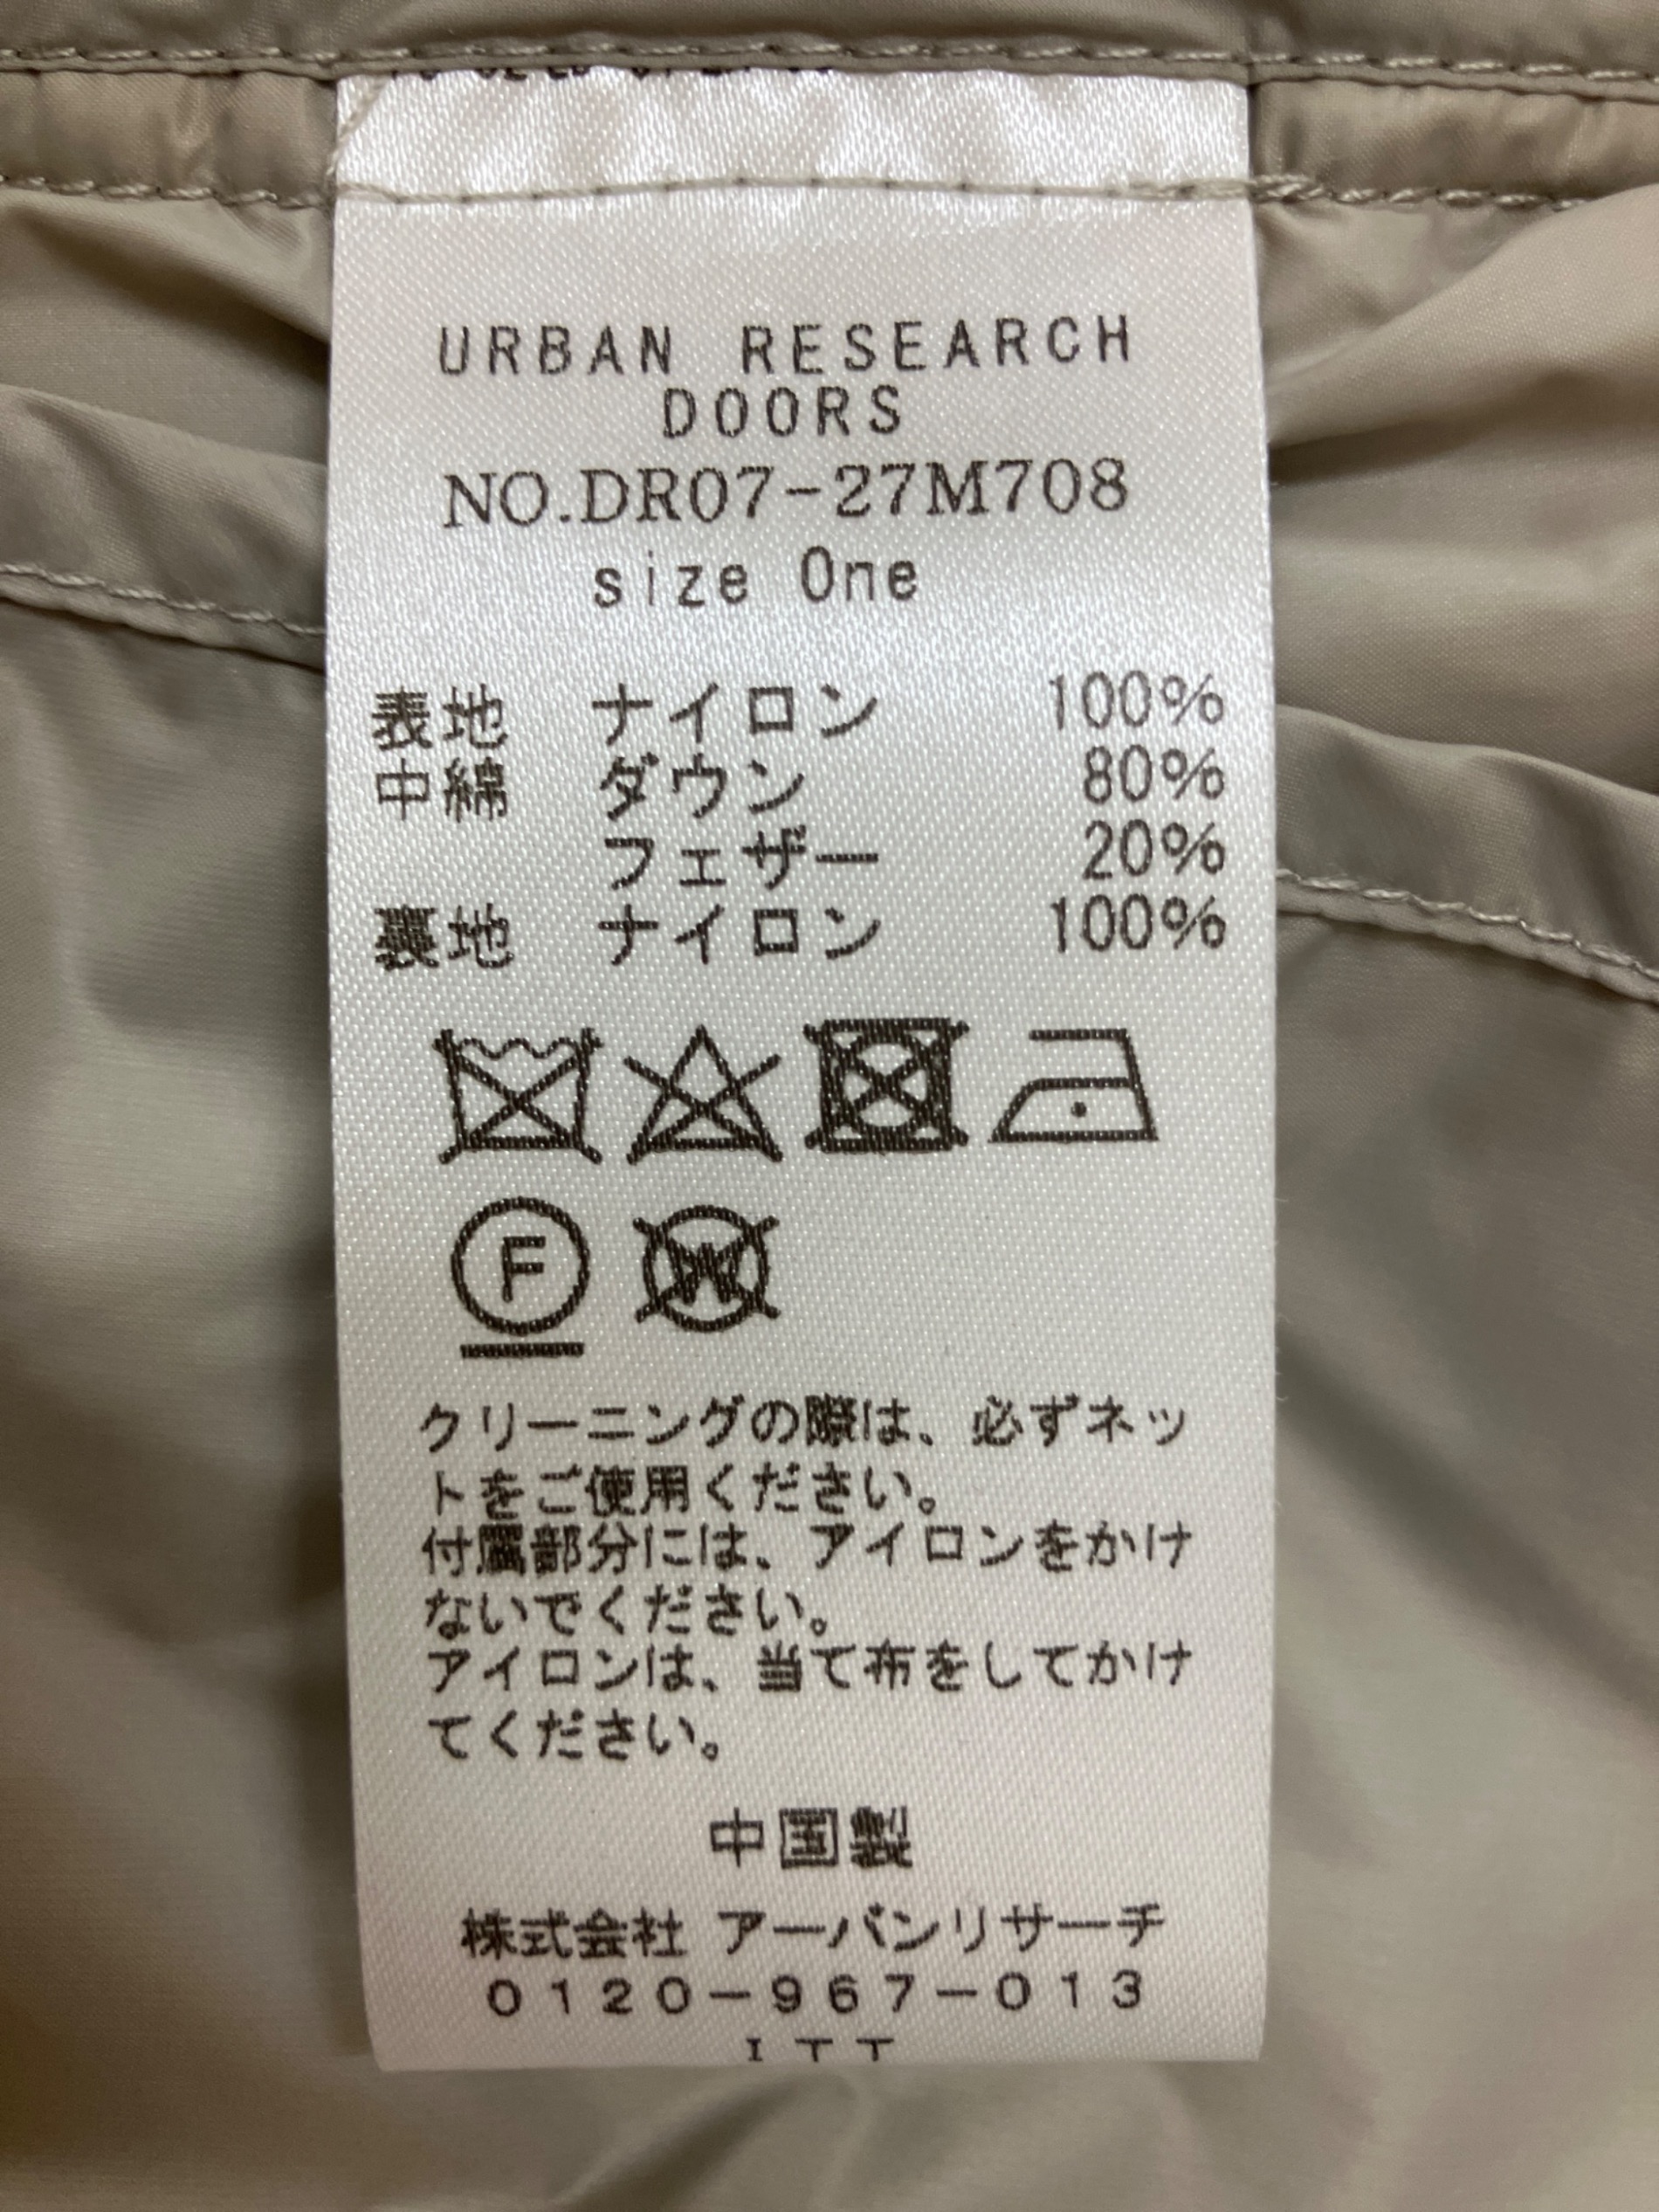 URBAN RESEARCH
DOORS
NO.DR07-27M708
size One
表地 ナイロン 100%
中綿 ダウン 80%
フェザー 20%
裏地 ナイロン 100%
F
W
クリーニングの際は、必ずネッ
トをご使用ください。
付属部分には、アイロンをかけ
ないでください。
アイロンは、当て布をしてかけ
てください。
中国製
株式会社 アーバンリサーチ
0120-967-013